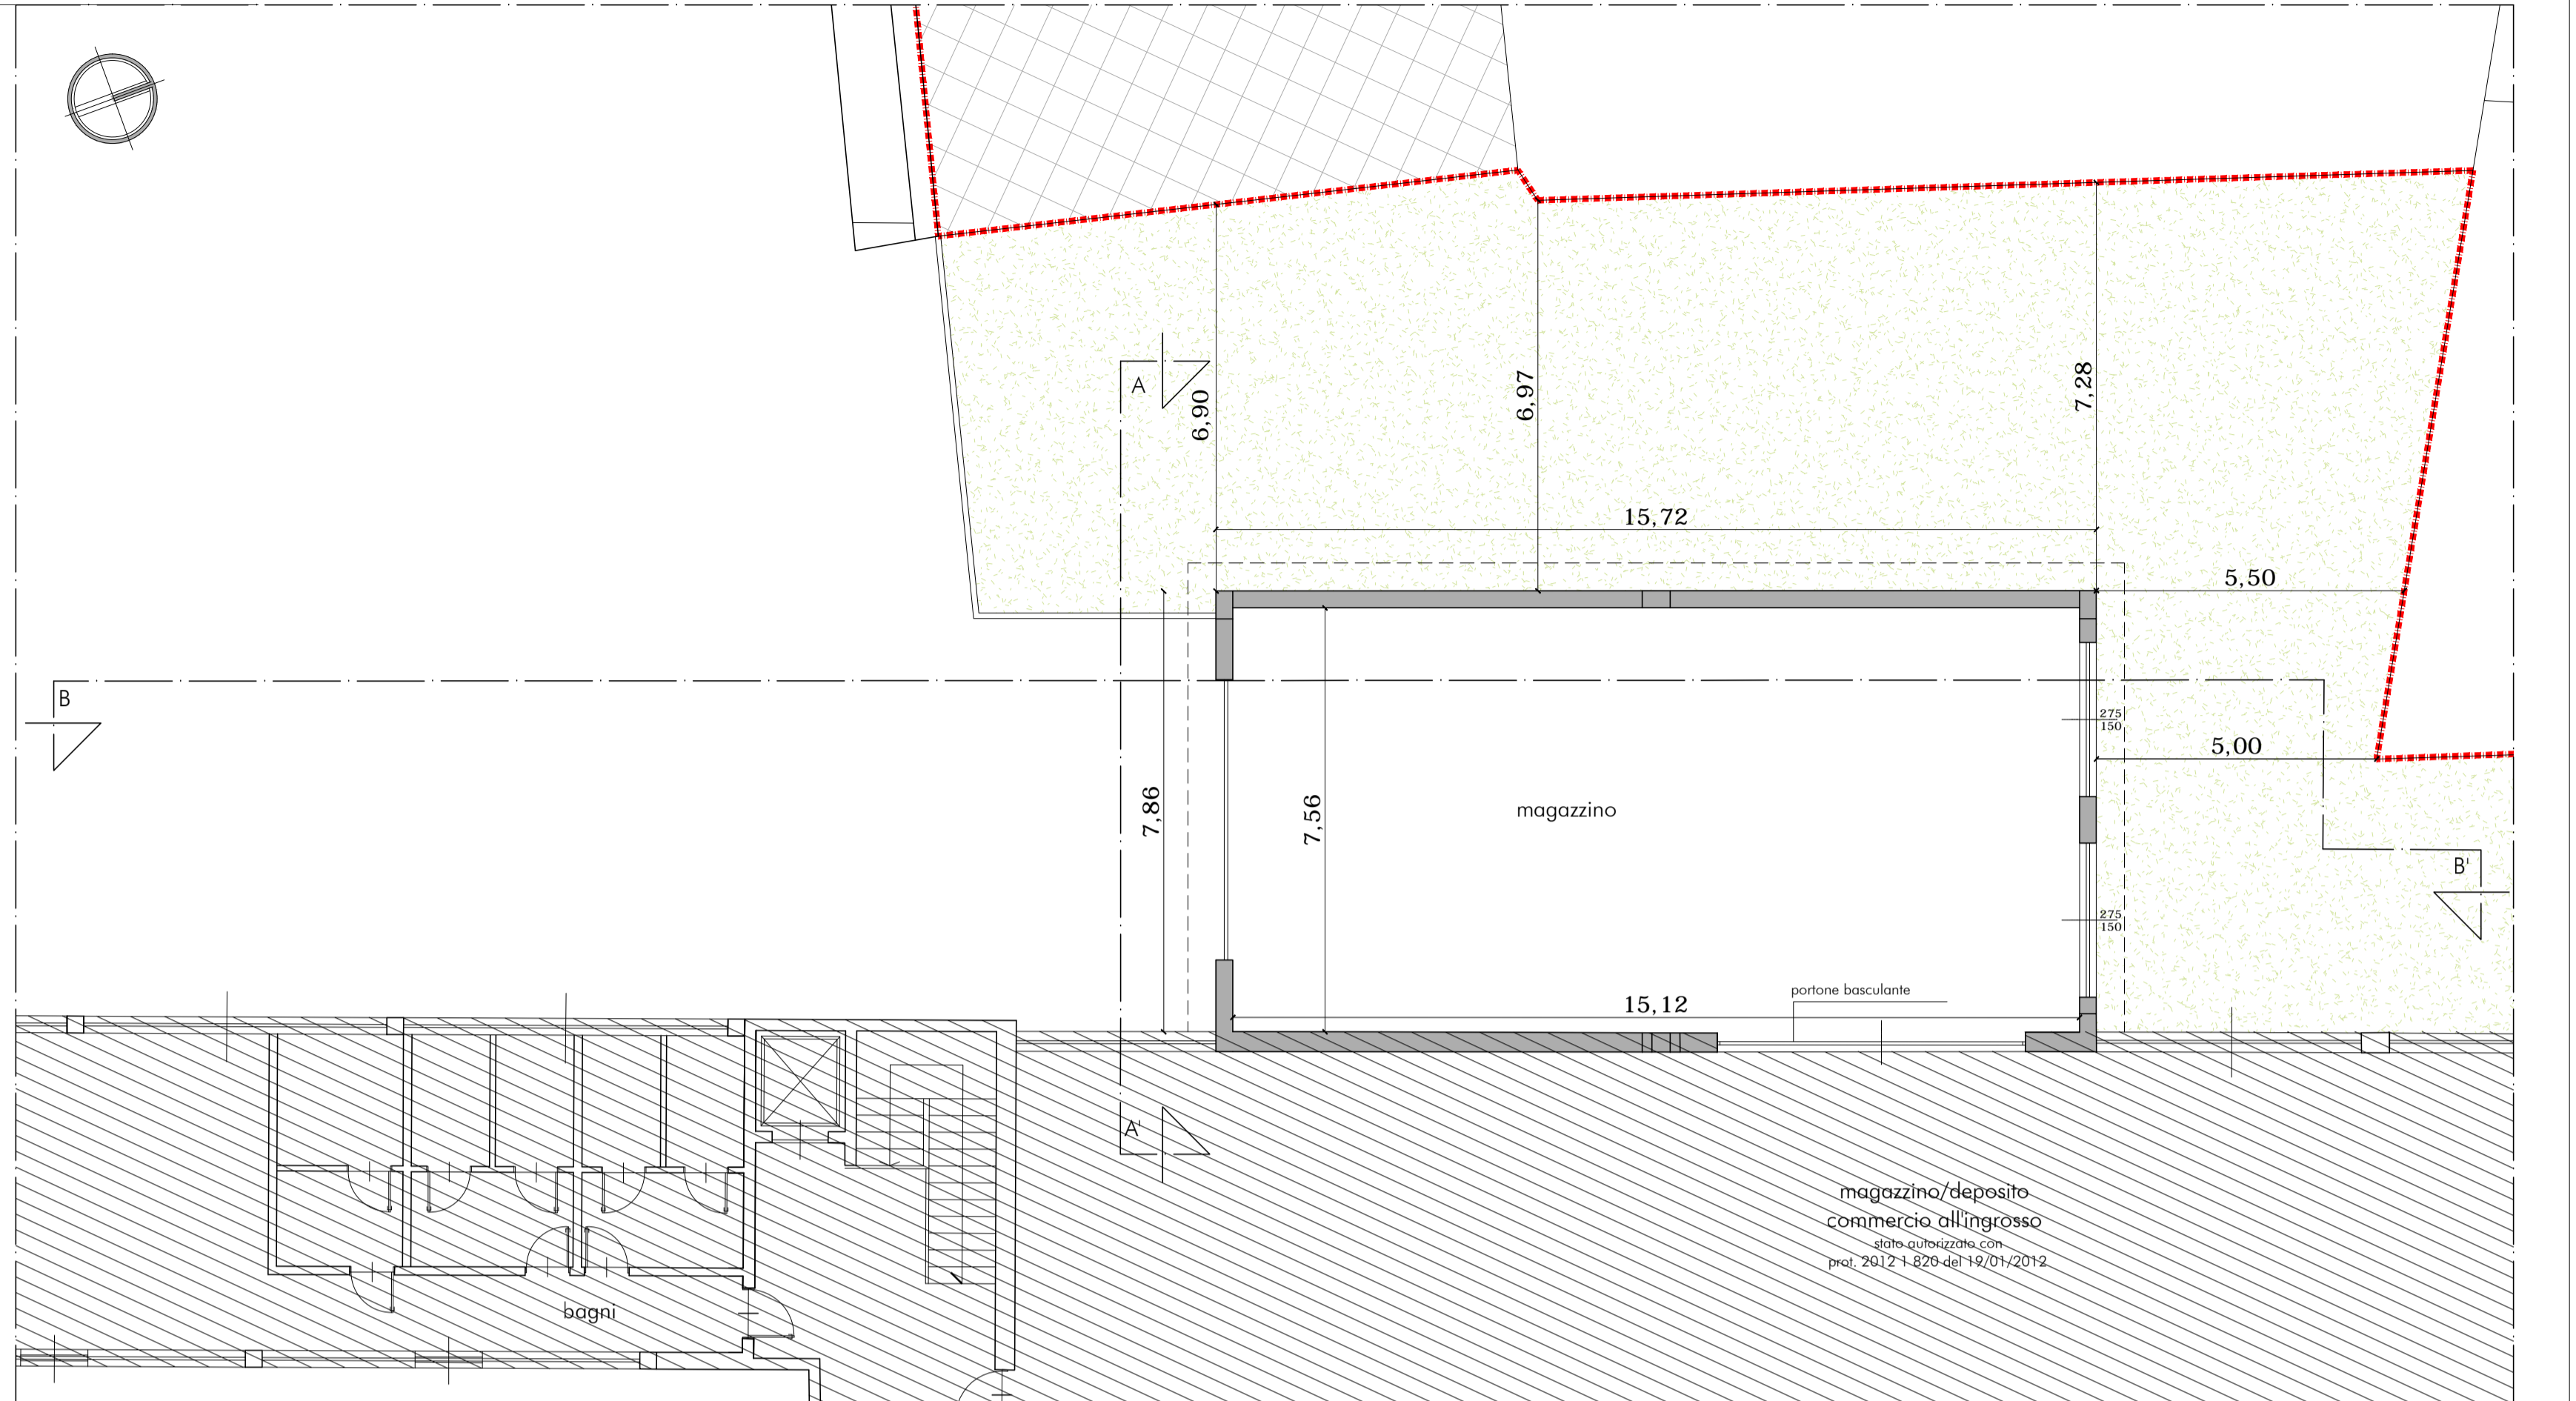 A
6,90
6,97
7,28
15,72
5,50
B
275
150
5,00
7,86
7,56
magazzino
B'
275
150
portone basculante
15,12
A'
magazzino/deposito
commercio all'ingrosso
stato autorizzato con
prot. 2012 1 820 del 19/01/2012
bagni